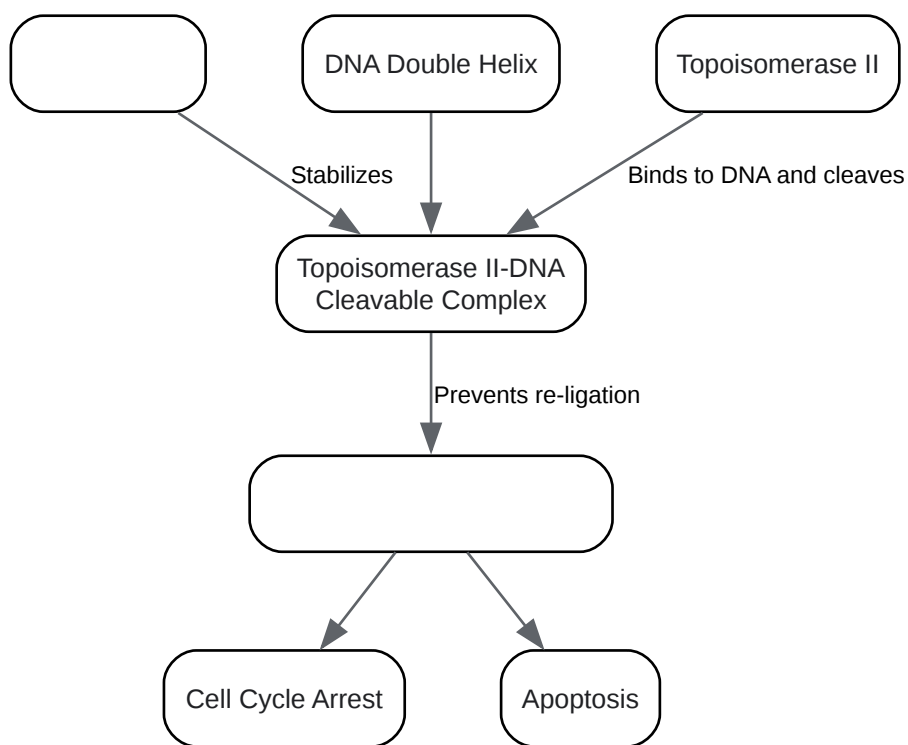 DNA Double Helix
Topoisomerase II
Stabilizes
Binds to DNA and cleaves
Topoisomerase II-DNA
Cleavable Complex
Prevents re-ligation
Cell Cycle Arrest
Apoptosis